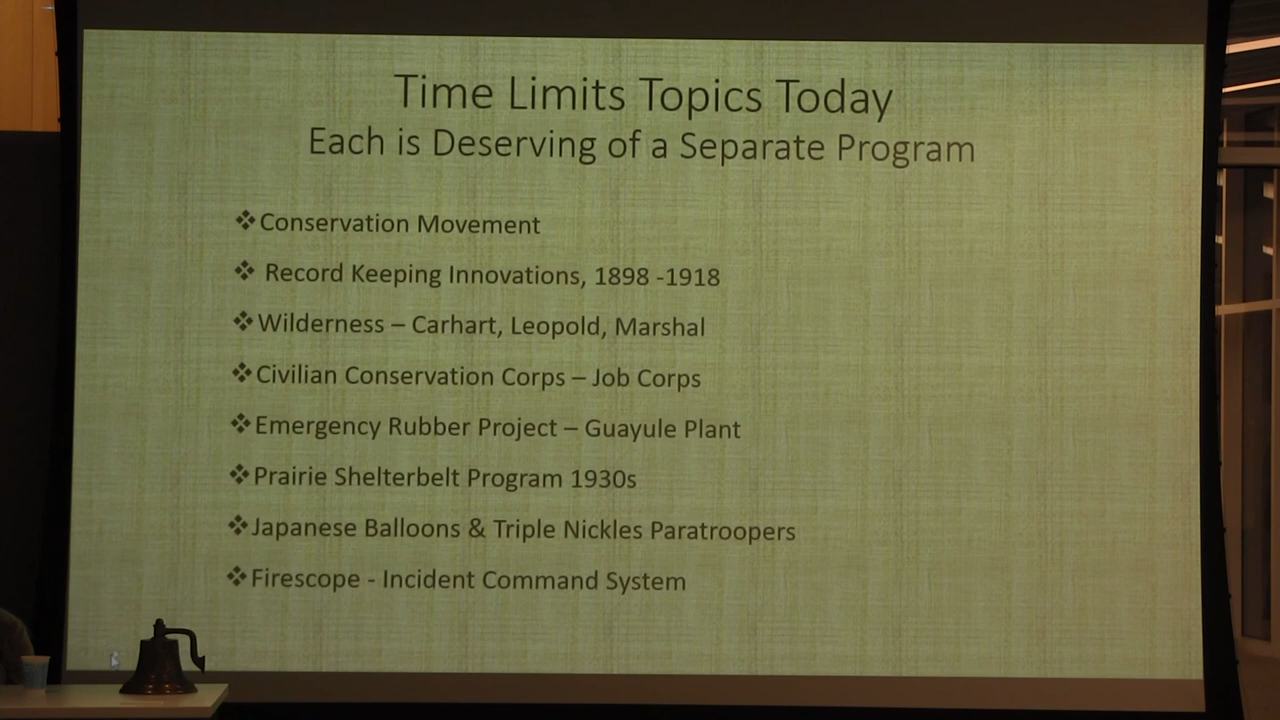 Time Limits Topics Today
Each is Deserving of a Separate Program
❖Conservation Movement
❖ Record Keeping Innovations, 1898 -1918
❖Wilderness – Carhart, Leopold, Marshal
❖Civilian Conservation Corps – Job Corps
❖Emergency Rubber Project – Guayule Plant
❖Prairie Shelterbelt Program 1930s
❖Japanese Balloons & Triple Nickles Paratroopers
❖Firescope - Incident Command System